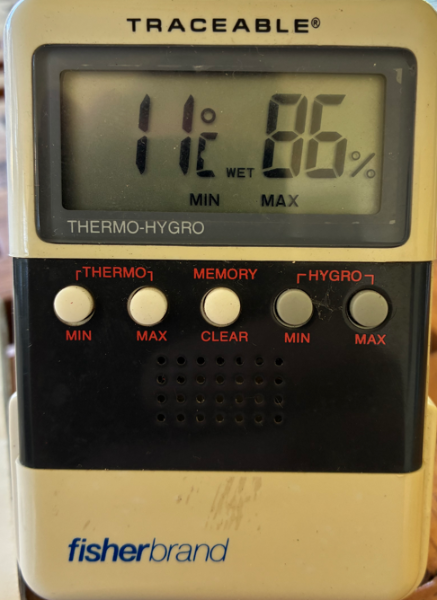 TRACEABLE®
11°C WET 86%
MIN MAX
THERMO-HYGRO
THERMO MEMORY HYGRO
MIN MAX CLEAR MIN MAX
fisherbrand